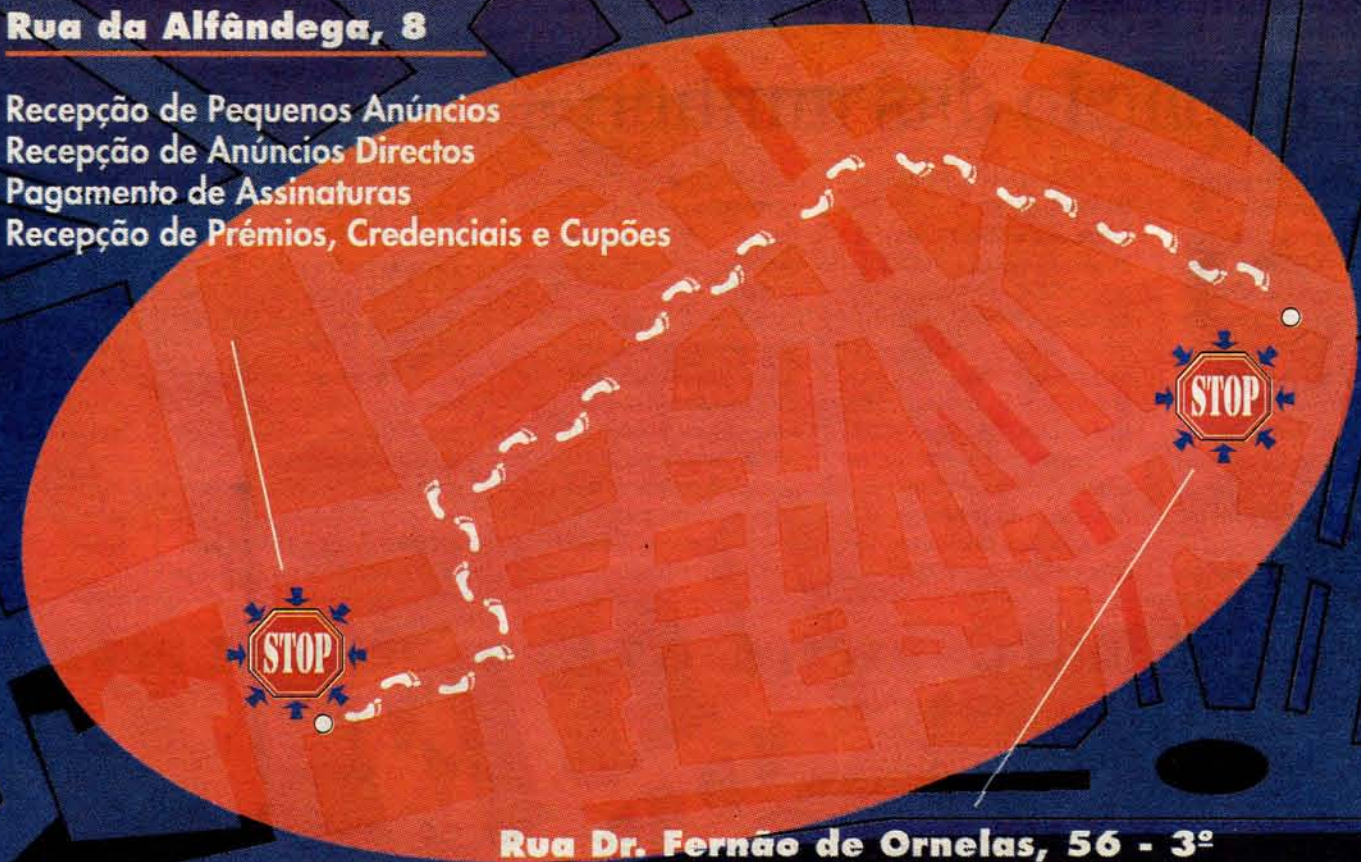 Rua da Alfândega, 8
Recepção de Pequenos Anúncios
Recepção de Anúncios Directos
Pagamento de Assinaturas
Recepção de Prémios, Credenciais e Cupões
STOP
STOP
Rua Dr. Fernão de Ornelas, 56 - 3º